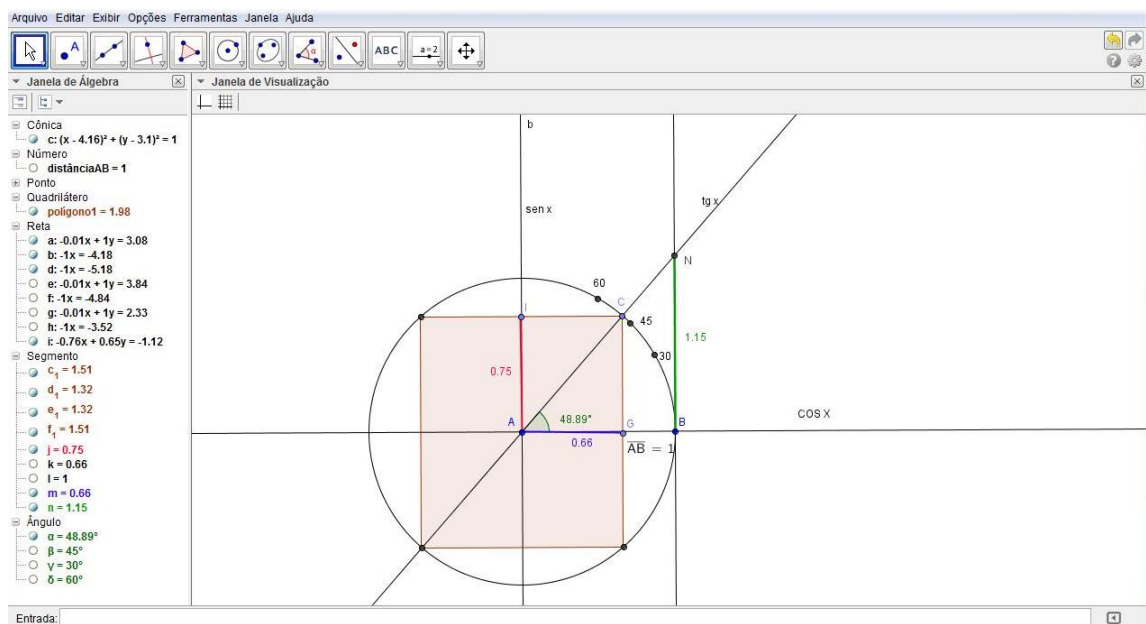 Arquivo Editar Exibir Opções Ferramentas Janela Ajuda
A
α
ABC
a=2
Janela de Álgebra
Janela de Visualização
Cônica
c: (x - 4.16)² + (y - 3.1)² = 1
Número
distânciaAB = 1
Ponto
Quadrilátero
polígono1 = 1.98
Reta
a: -0.01x + 1y = 3.08
b: -1x = -4.18
d: -1x = -5.18
e: -0.01x + 1y = 3.84
f: -1x = -4.84
g: -0.01x + 1y = 2.33
h: -1x = -3.52
i: -0.76x + 0.65y = -1.12
Segmento
c₁ = 1.51
d₁ = 1.32
e₁ = 1.32
f₁ = 1.51
j = 0.75
k = 0.66
l = 1
m = 0.66
n = 1.15
Ângulo
α = 48.89°
β = 45°
γ = 30°
δ = 60°
b
sen x
tg x
N
60
I
C
45
1.15
30
0.75
A
48.89°
G
B
COS X
0.66
AB = 1
Entrada: